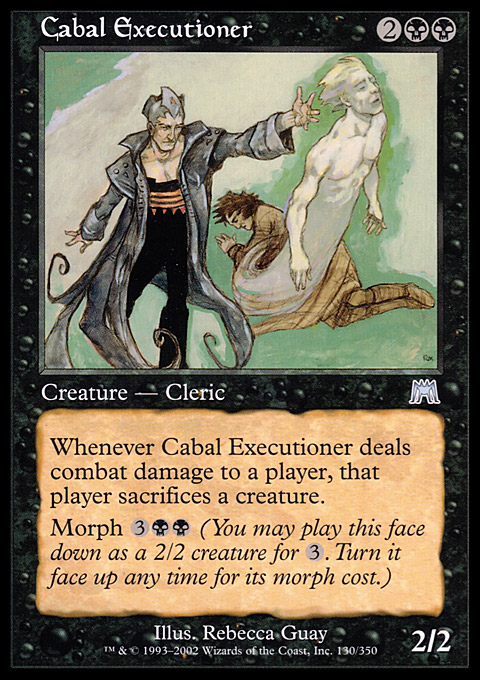 Cabal Executioner 2
Creature — Cleric
Whenever Cabal Executioner deals
combat damage to a player, that
player sacrifices a creature.
Morph 3 (You may play this face
down as a 2/2 creature for 3. Turn it
face up any time for its morph cost.)
Illus. Rebecca Guay
2/2
™ & © 1993–2002 Wizards of the Coast, Inc. 130/350